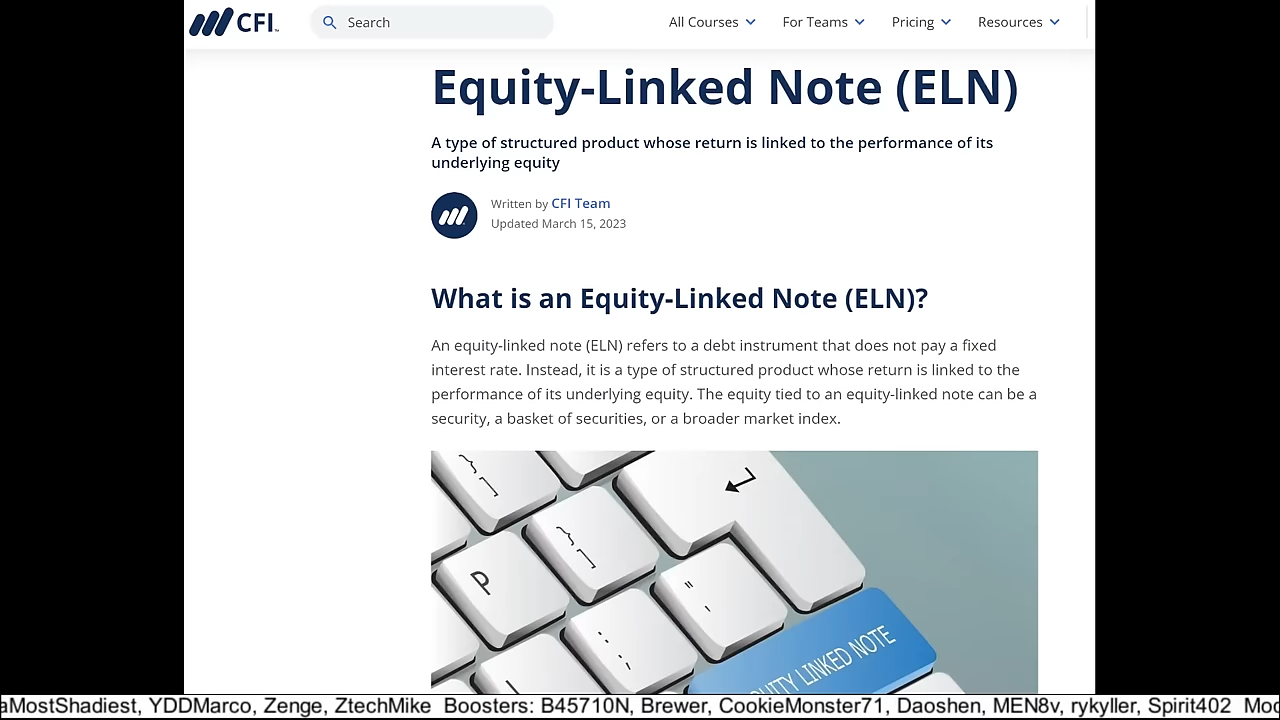 CFI
Search
All Courses
For Teams
Pricing
Resources
Equity-Linked Note (ELN)
A type of structured product whose return is linked to the performance of its
underlying equity
Written by CFI Team
Updated March 15, 2023
What is an Equity-Linked Note (ELN)?
An equity-linked note (ELN) refers to a debt instrument that does not pay a fixed
interest rate. Instead, it is a type of structured product whose return is linked to the
performance of its underlying equity. The equity tied to an equity-linked note can be a
security, a basket of securities, or a broader market index.
P
LINKED NOTE
aMostShadiest, YDDMarco, Zenge, ZtechMike Boosters: B45710N, Brewer, CookieMonster71, Daoshen, MEN8v, rykyller, Spirit402